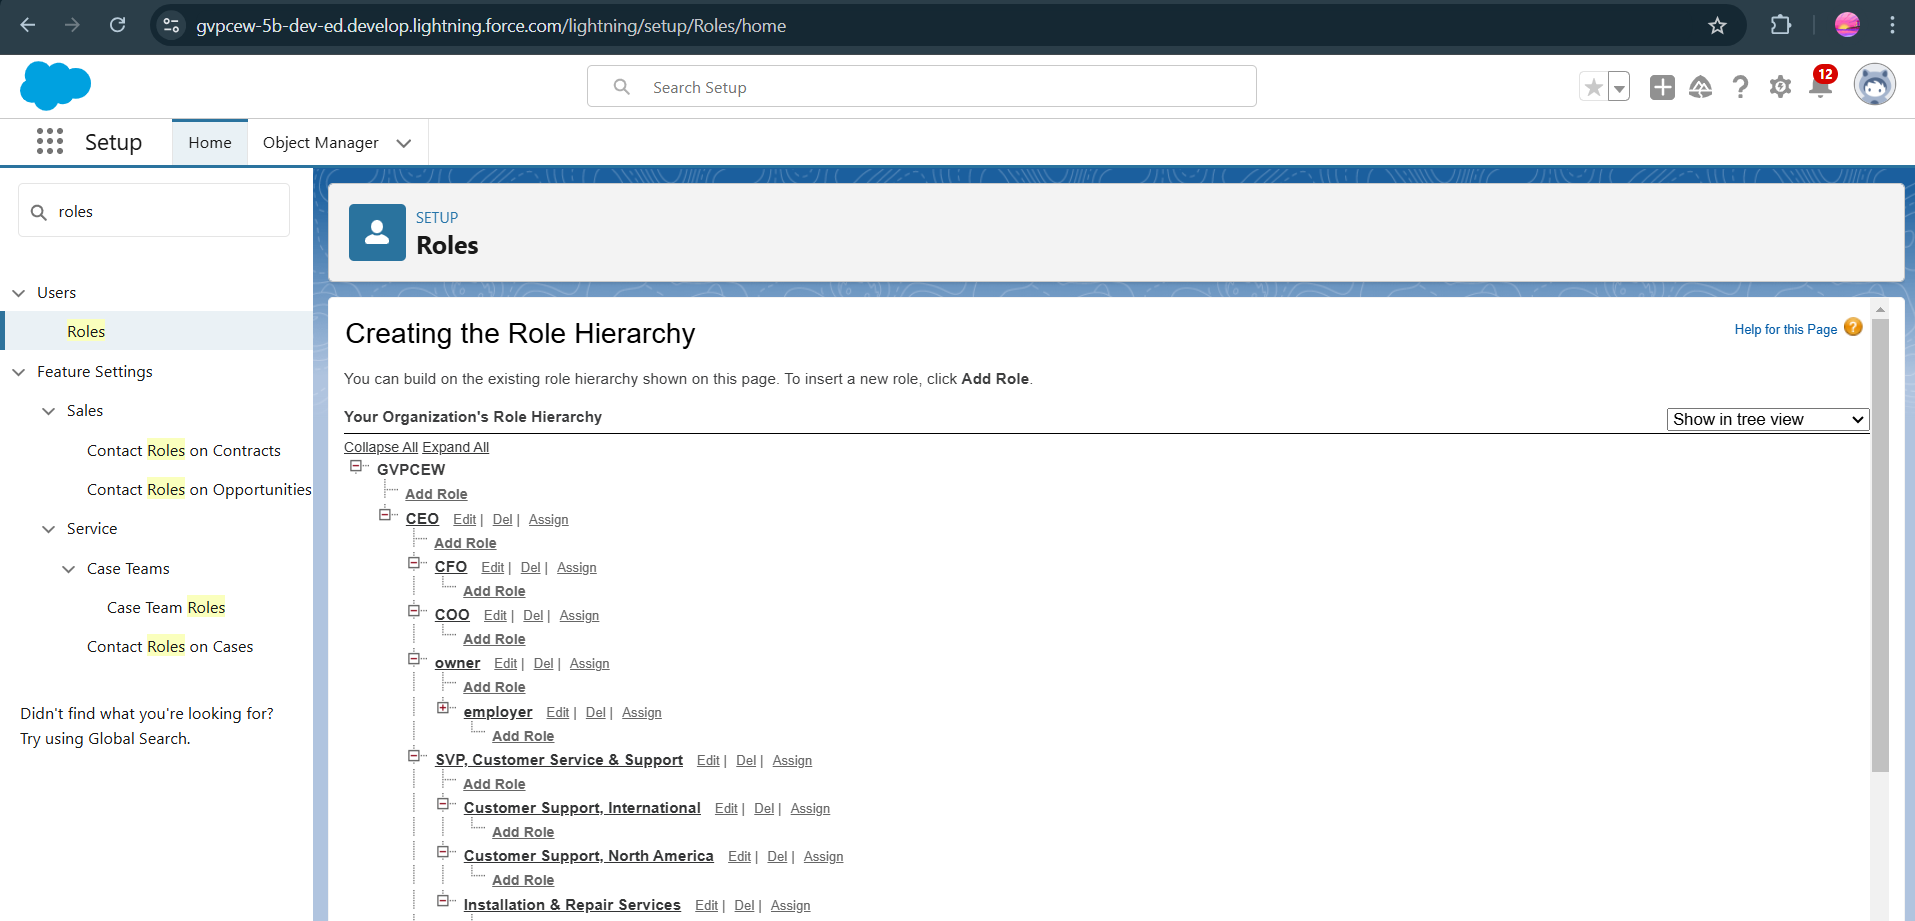 gvpcew-5b-dev-ed.develop.lightning.force.com/lightning/setup/Roles/home
Search Setup
12
Setup
Home
Object Manager
roles
Users
Roles
Feature Settings
Sales
Contact Roles on Contracts
Contact Roles on Opportunities
Service
Case Teams
Case Team Roles
Contact Roles on Cases
Didn't find what you're looking for?
Try using Global Search.
SETUP
Roles
Creating the Role Hierarchy
Help for this Page ?
You can build on the existing role hierarchy shown on this page. To insert a new role, click Add Role.
Your Organization's Role Hierarchy
Show in tree view
Collapse All Expand All
GVPCEW
Add Role
CEO Edit | Del | Assign
Add Role
CFO Edit | Del | Assign
Add Role
COO Edit | Del | Assign
Add Role
owner Edit | Del | Assign
Add Role
employer Edit | Del | Assign
Add Role
SVP, Customer Service & Support Edit | Del | Assign
Add Role
Customer Support, International Edit | Del | Assign
Add Role
Customer Support, North America Edit | Del | Assign
Add Role
Installation & Repair Services Edit | Del | Assign